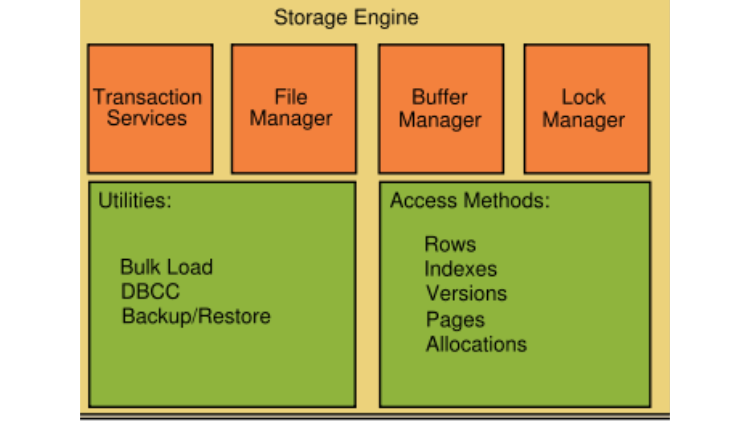 Storage Engine
Transaction
Services
File
Manager
Buffer
Manager
Lock
Manager
Utilities:
Bulk Load
DBCC
Backup/Restore
Access Methods:
Rows
Indexes
Versions
Pages
Allocations